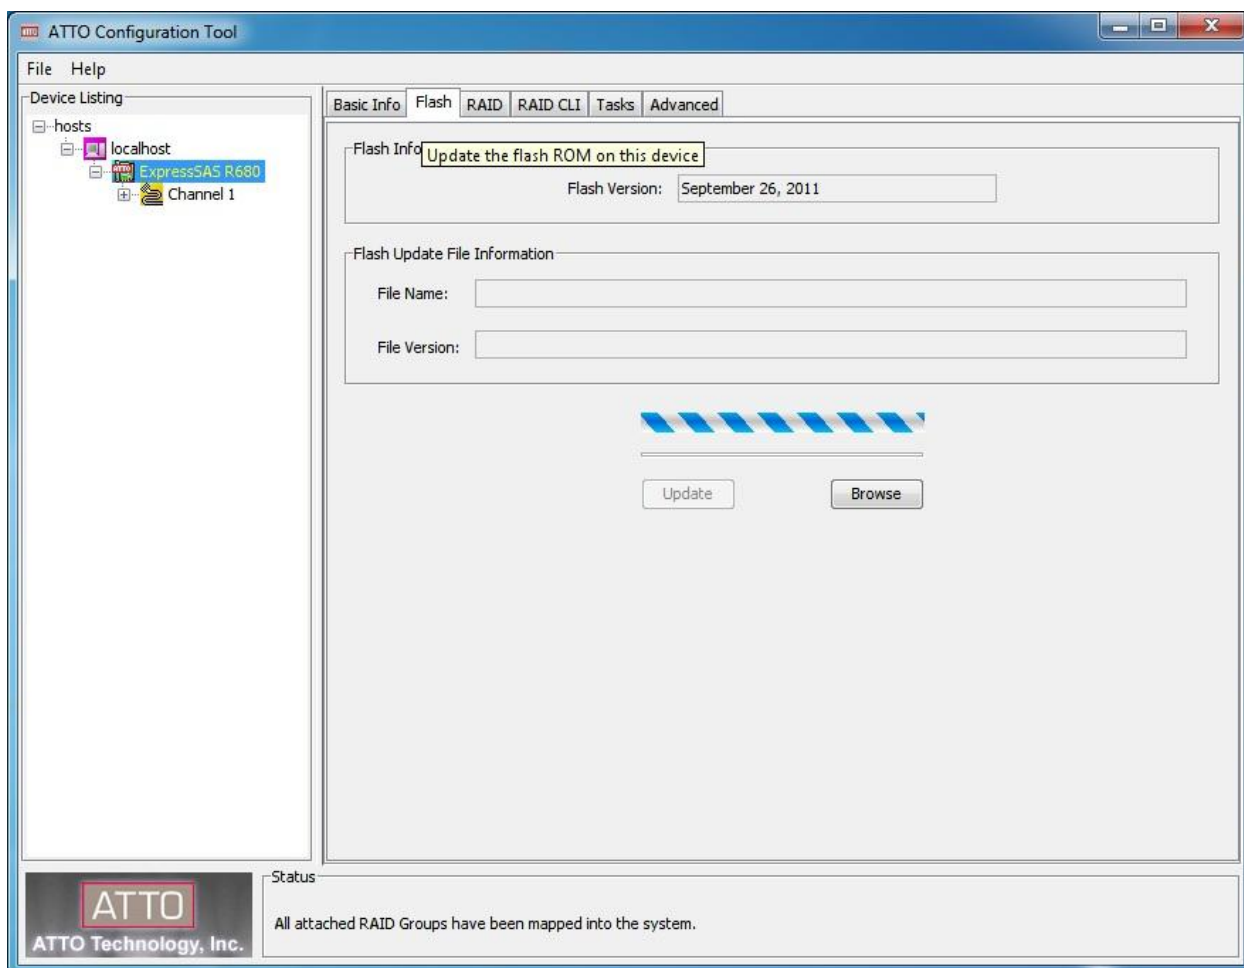 ATTO Configuration Tool
File Help
Device Listing
hosts
localhost
ExpressSAS R680
Channel 1
Basic Info Flash RAID RAID CLI Tasks Advanced
Flash Info
Update the flash ROM on this device
Flash Version: September 26, 2011
Flash Update File Information
File Name:
File Version:
Update Browse
ATTO
ATTO Technology, Inc.
Status
All attached RAID Groups have been mapped into the system.